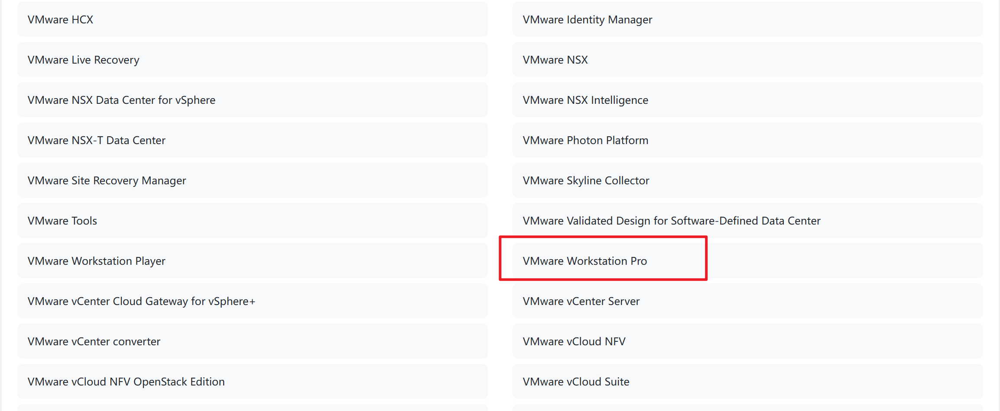 VMware HCX
VMware Identity Manager
VMware Live Recovery
VMware NSX
VMware NSX Data Center for vSphere
VMware NSX Intelligence
VMware NSX-T Data Center
VMware Photon Platform
VMware Site Recovery Manager
VMware Skyline Collector
VMware Tools
VMware Validated Design for Software-Defined Data Center
VMware Workstation Player
VMware Workstation Pro
VMware vCenter Cloud Gateway for vSphere+
VMware vCenter Server
VMware vCenter converter
VMware vCloud NFV
VMware vCloud NFV OpenStack Edition
VMware vCloud Suite